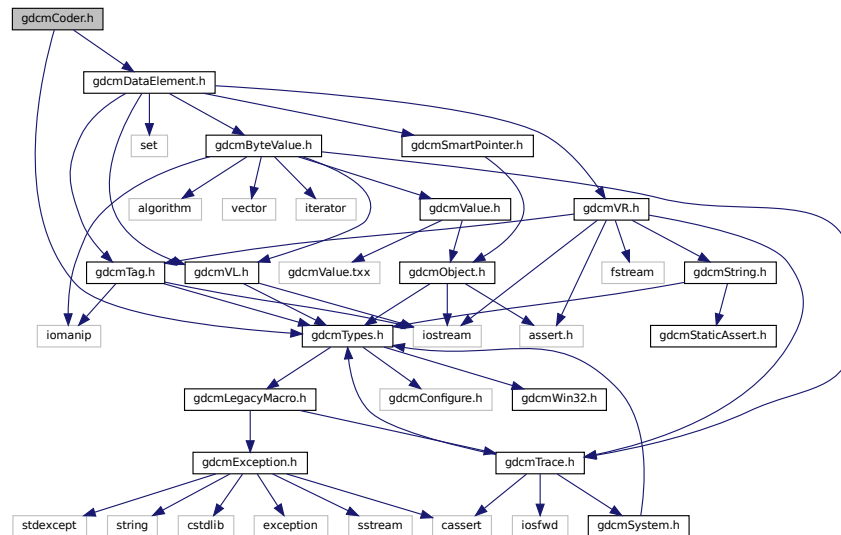 gdcmCoder.h
gdcmDataElement.h
set
gdcmByteValue.h
gdcmSmartPointer.h
algorithm
vector
iterator
gdcmValue.h
gdcmVR.h
gdcmTag.h
gdcmVL.h
gdcmValue.txx
gdcmObject.h
fstream
gdcmString.h
iomanip
gdcmTypes.h
iostream
assert.h
gdcmStaticAssert.h
gdcmLegacyMacro.h
gdcmConfigure.h
gdcmWin32.h
gdcmException.h
gdcmTrace.h
stdexcept
string
cstdlib
exception
sstream
cassert
iosfwd
gdcmSystem.h